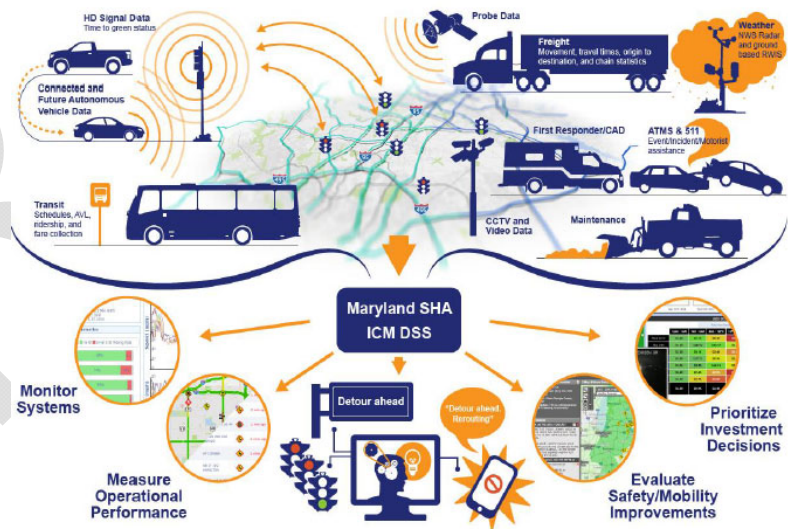 HD Signal Data
Time to green status
Connected and
Future Autonomous
Vehicle Data
Transit
Schedules, AVL,
ridership, and
fare collection
Probe Data
Freight
Movement, travel times, origin to
destination, and chain statistics
Weather
NWS Radar
and ground
based RWIS
First Responder/CAD
ATMS & 511
Event/Incident/Motorist
assistance
CCTV and
Video Data
Maintenance
Maryland SHA
ICM DSS
Monitor
Systems
Measure
Operational
Performance
Detour ahead
"Detour ahead.
Rerouting"
Evaluate
Safety/Mobility
Improvements
Prioritize
Investment
Decisions